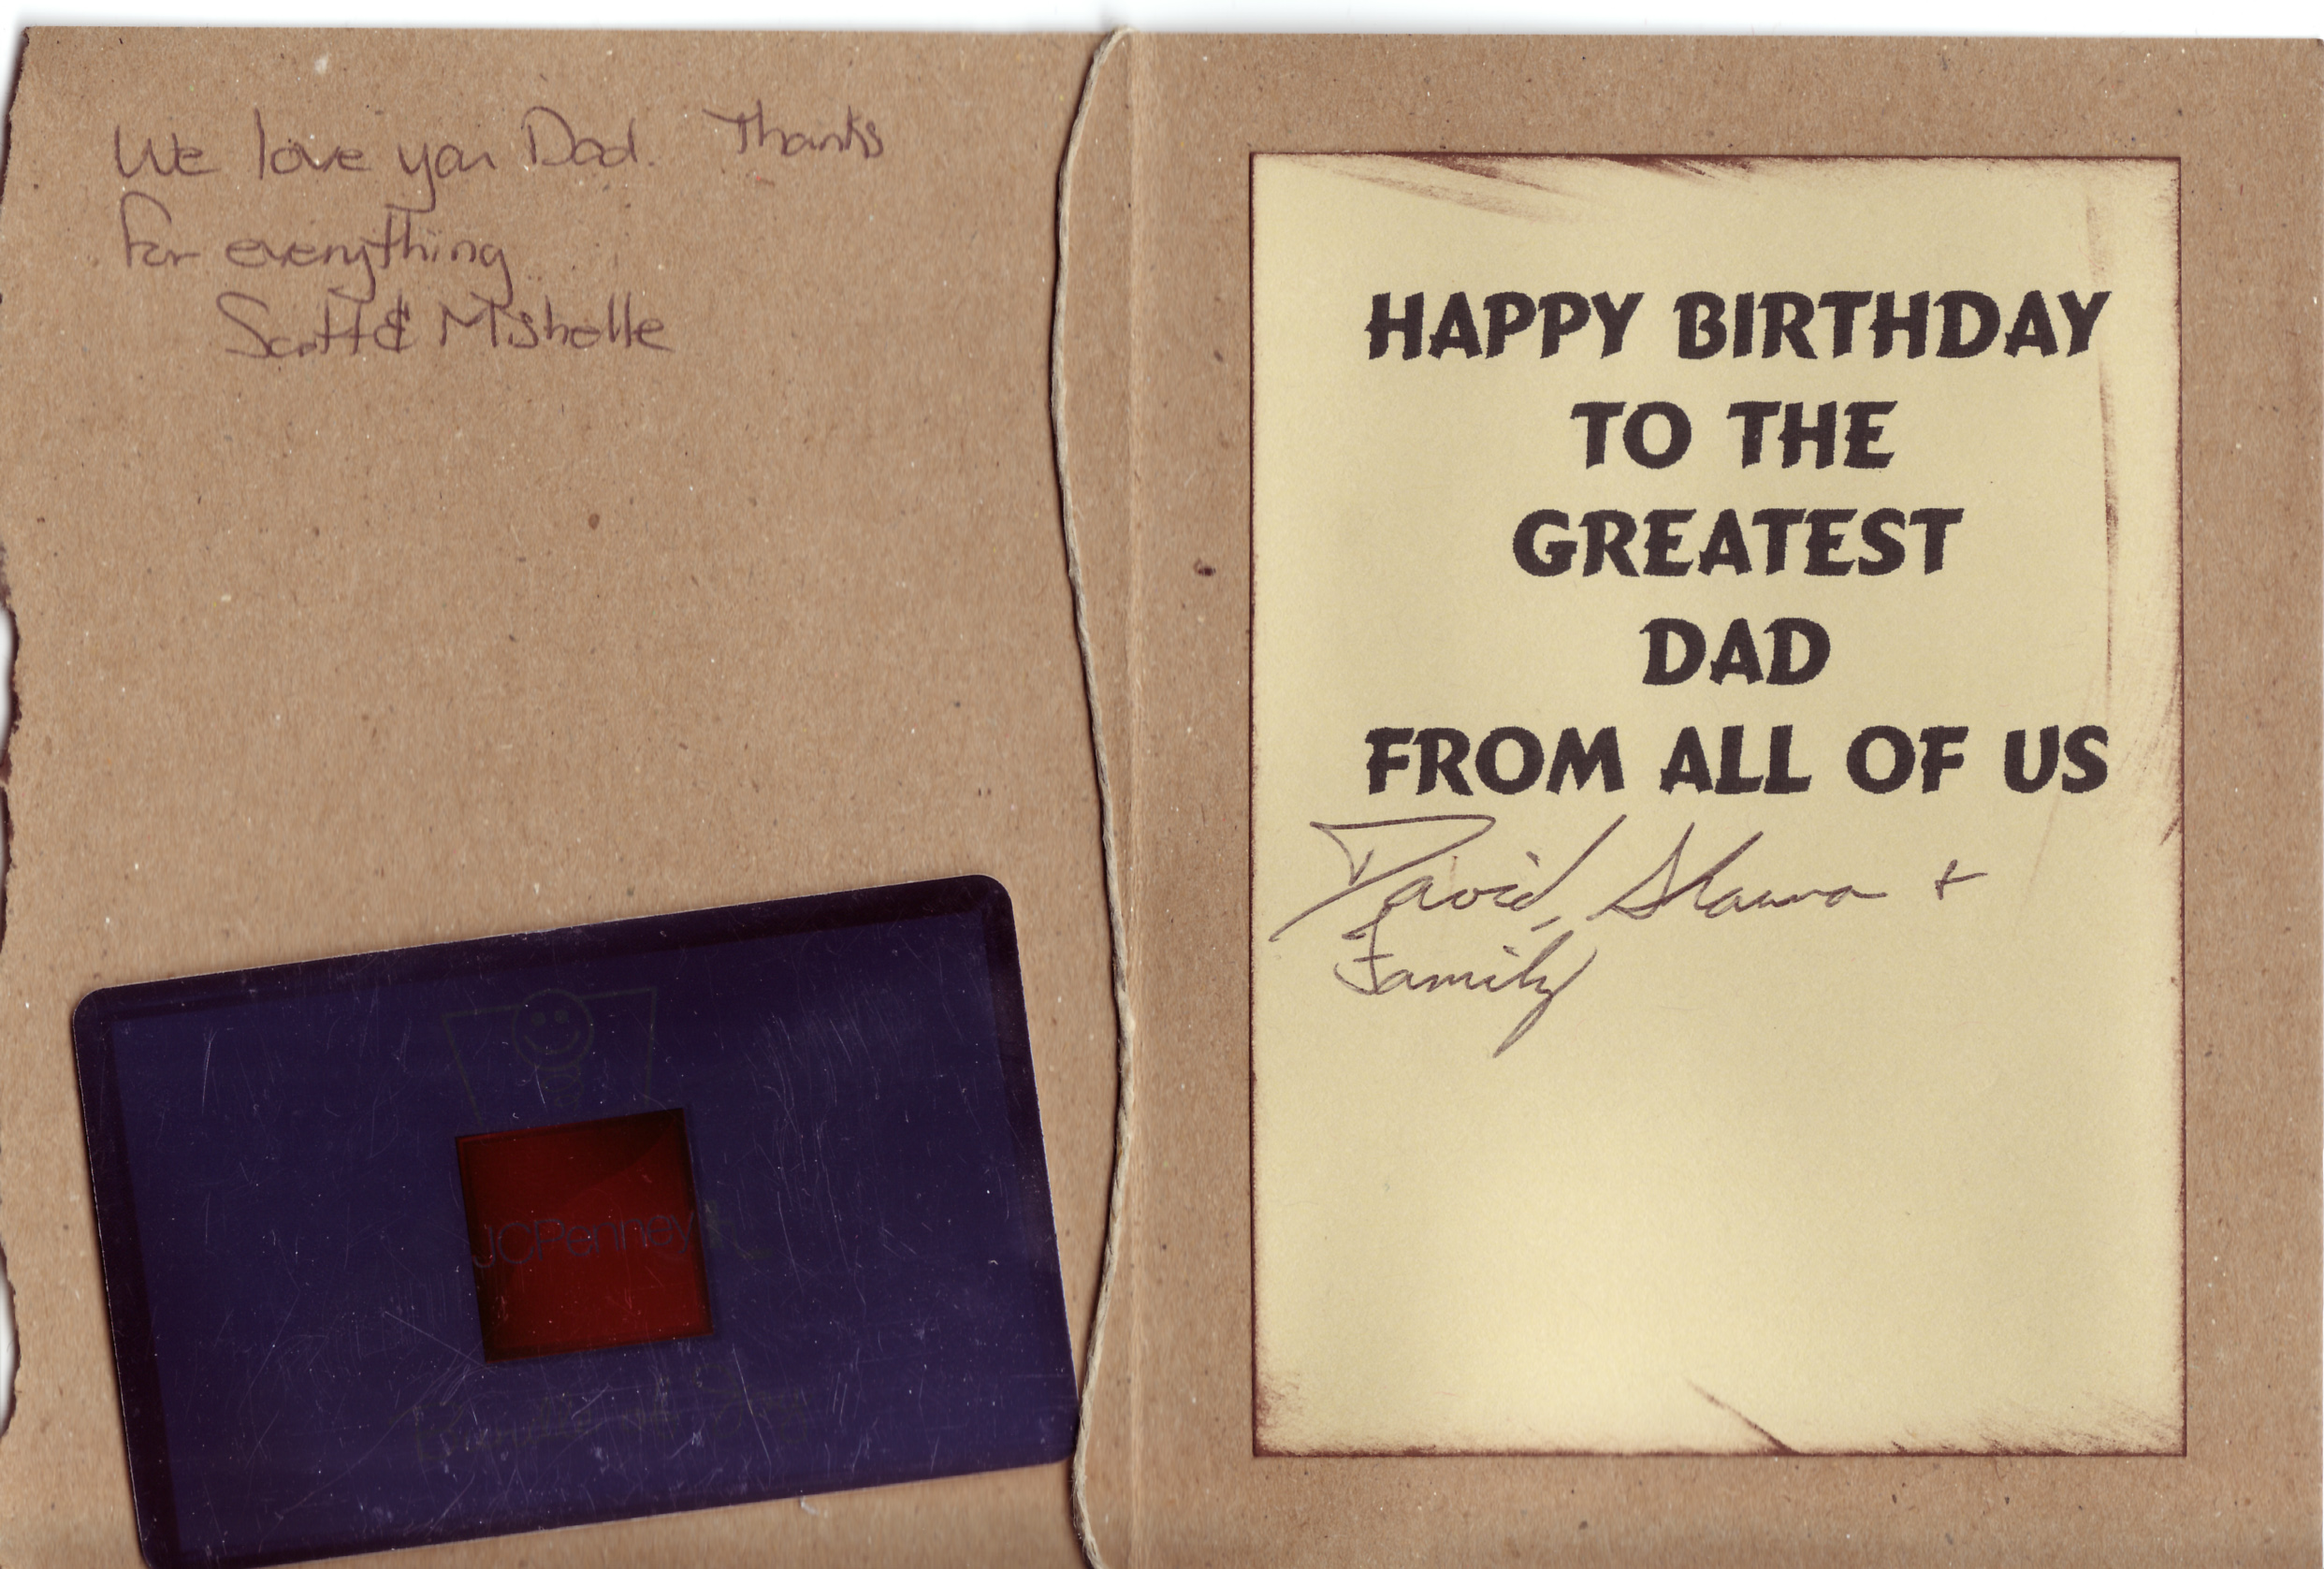 We love you Dad. Thanks
for everything
Scott & Mishelle
JCPenney
HAPPY BIRTHDAY
TO THE
GREATEST
DAD
FROM ALL OF US
David, Shawna +
Family